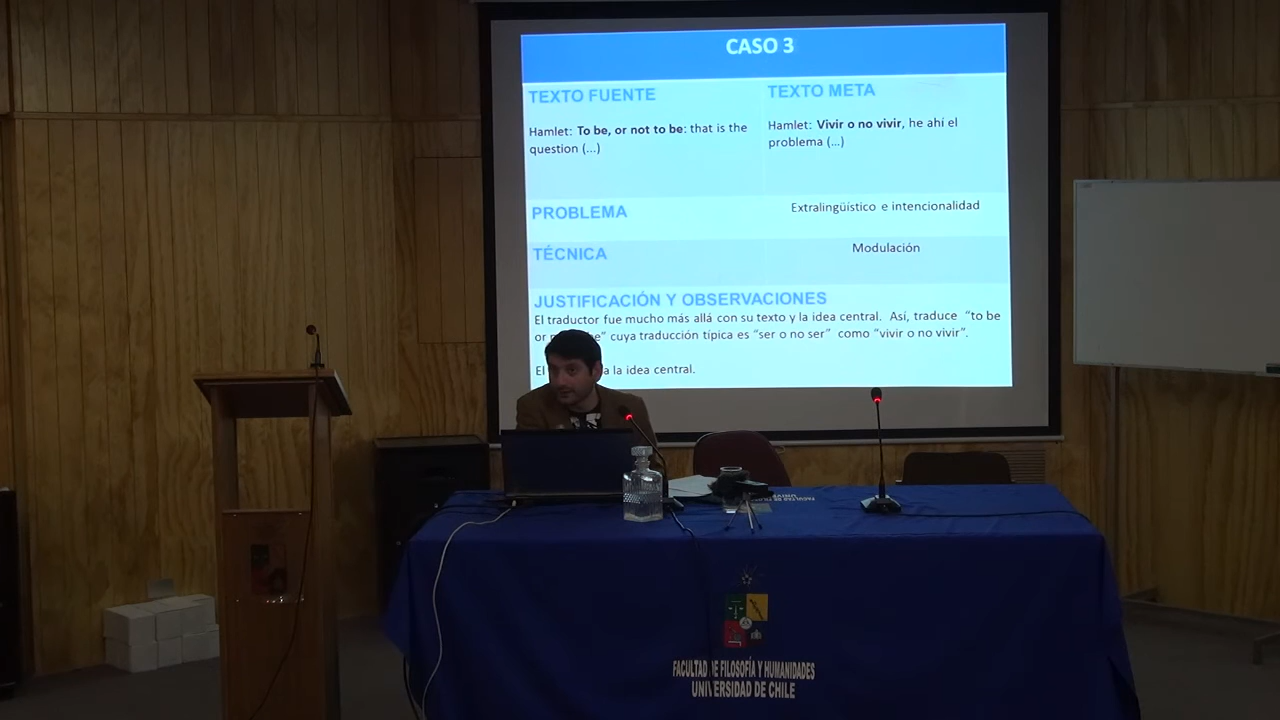 CASO 3
TEXTO FUENTE
Hamlet: To be, or not to be: that is the
question (...)
TEXTO META
Hamlet: Vivir o no vivir, he ahí el
problema (...)
PROBLEMA
Extralingüístico e intencionalidad
TÉCNICA
Modulación
JUSTIFICACIÓN Y OBSERVACIONES
El traductor fue mucho más allá con su texto y la idea central. Así, traduce “to be
or be” cuya traducción típica es “ser o no ser” como “vivir o no vivir”.
El a la idea central.
FACULTAD DE FILOSOFÍA Y HUMANIDADES
UNIVERSIDAD DE CHILE